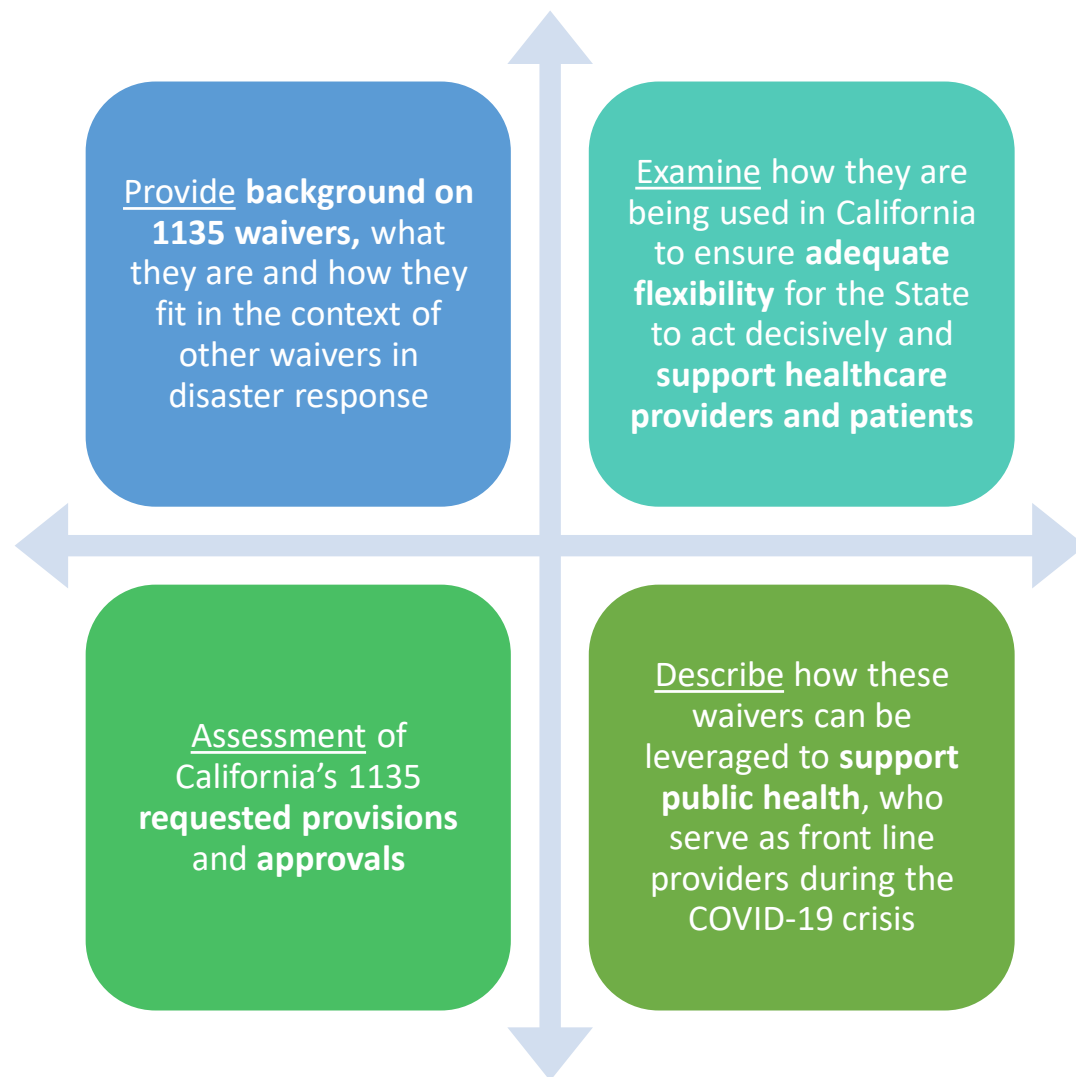 Provide background on
1135 waivers, what
they are and how they
fit in the context of
other waivers in
disaster response
Examine how they are
being used in California
to ensure adequate
flexibility for the State
to act decisively and
support healthcare
providers and patients
Assessment of
California’s 1135
requested provisions
and approvals
Describe how these
waivers can be
leveraged to support
public health, who
serve as front line
providers during the
COVID-19 crisis